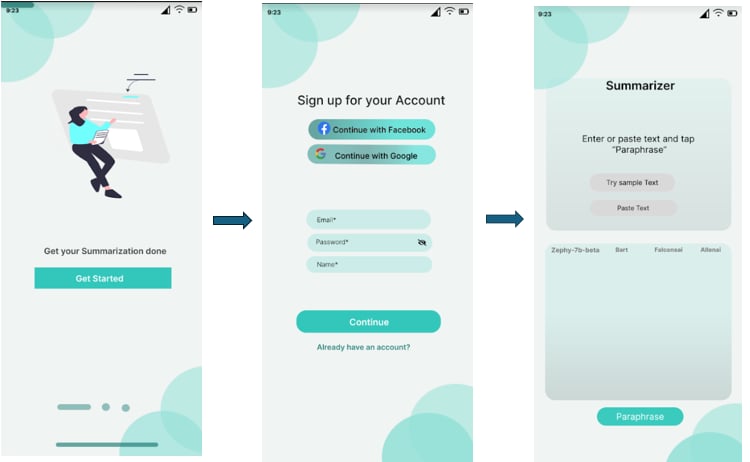 9:23
Get your Summarization done
Get Started
9:23
Sign up for your Account
Continue with Facebook
Continue with Google
Email*
Password*
Name*
Continue
Already have an account?
9:23
Summarizer
Enter or paste text and tap
“Paraphrase”
Try sample Text
Paste Text
Zephy-7b-beta Bart Falconsai Allenai
Paraphrase